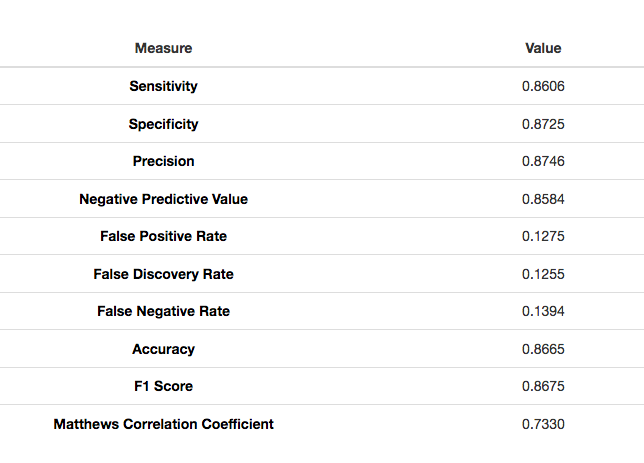 Measure Value
Sensitivity 0.8606
Specificity 0.8725
Precision 0.8746
Negative Predictive Value 0.8584
False Positive Rate 0.1275
False Discovery Rate 0.1255
False Negative Rate 0.1394
Accuracy 0.8665
F1 Score 0.8675
Matthews Correlation Coefficient 0.7330